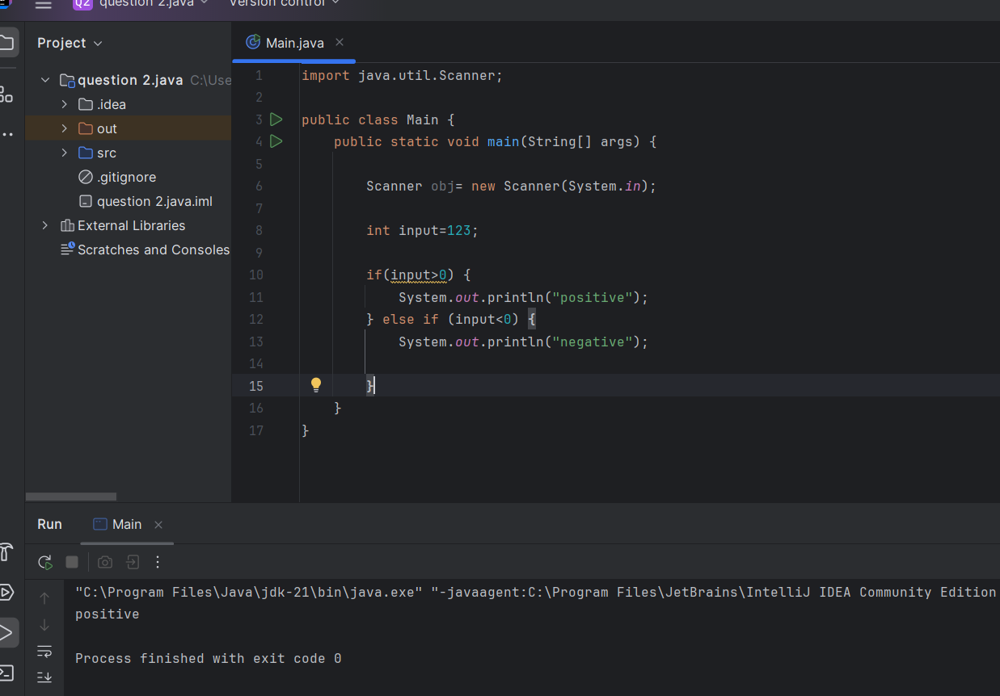 Q2 question 2.java Version control
Project
Main.java
question 2.java C:\Use
.idea
out
src
.gitignore
question 2.java.iml
External Libraries
Scratches and Consoles
1 import java.util.Scanner;
2
3 public class Main {
4 public static void main(String[] args) {
5
6 Scanner obj= new Scanner(System.in);
7
8 int input=123;
9
10 if(input>0) {
11 System.out.println("positive");
12 } else if (input<0) {
13 System.out.println("negative");
14
15 }
16 }
17 }
Run Main
"C:\Program Files\Java\jdk-21\bin\java.exe" "-javaagent:C:\Program Files\JetBrains\IntelliJ IDEA Community Edition
positive
Process finished with exit code 0